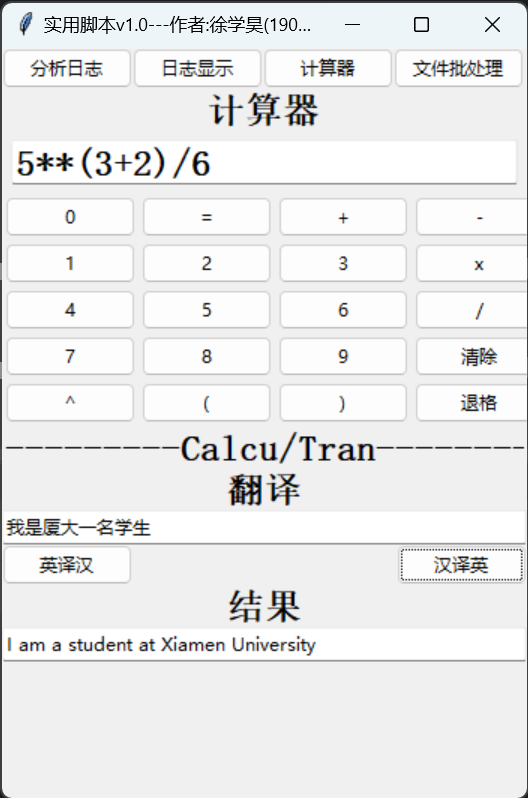 实用脚本v1.0---作者:徐学昊(190...
分析日志 日志显示 计算器 文件批处理
计算器
5**(3+2)/6
0 = + -
1 2 3 x
4 5 6 /
7 8 9 清除
^ ( ) 退格
---------Calcu/Tran--------
翻译
我是厦大一名学生
英译汉 汉译英
结果
I am a student at Xiamen University